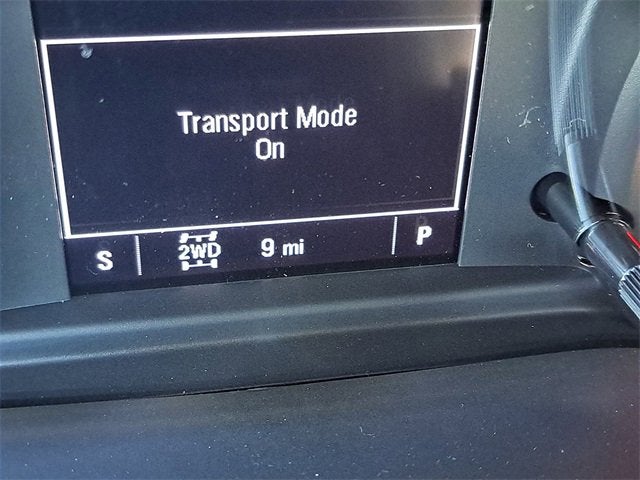 Transport Mode
On
S 2WD 9 mi P